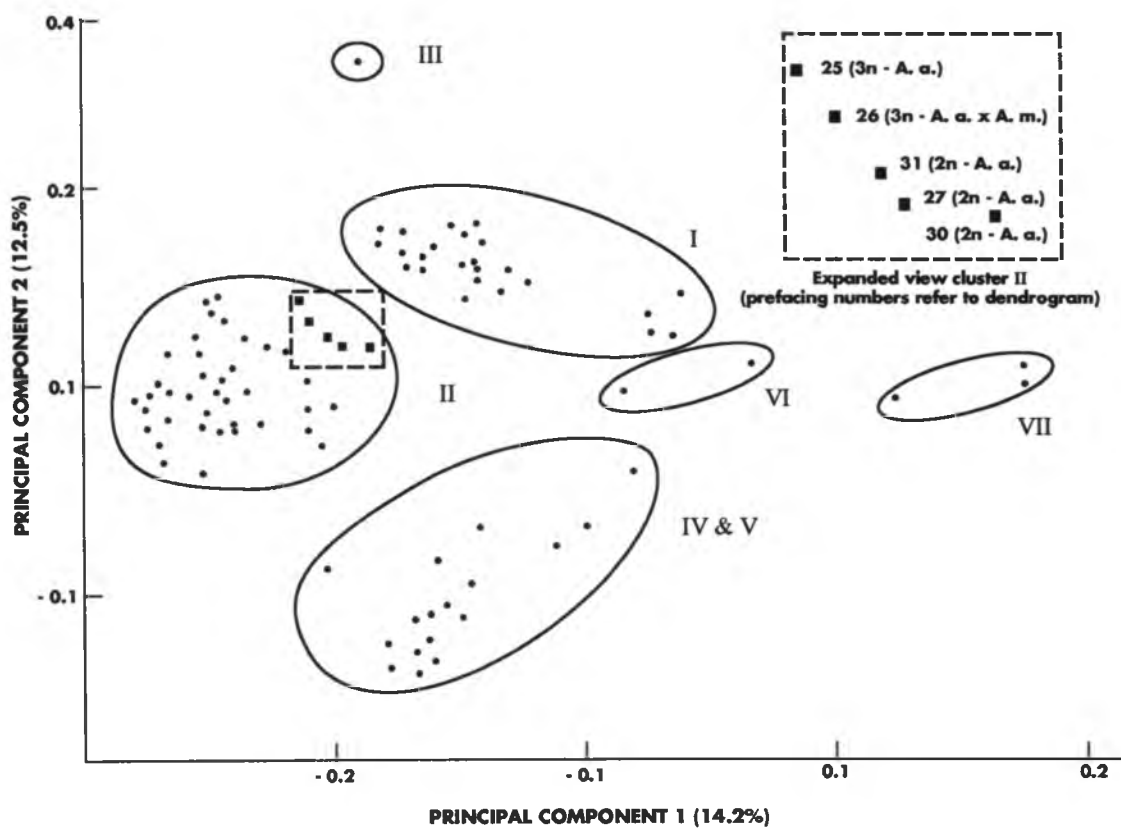 0.4
0.2
0.1
- 0.1
PRINCIPAL COMPONENT 2 (12.5%)
III
I
II
VI
VII
IV & V
25 (3n - A. a.)
26 (3n - A. a. x A. m.)
31 (2n - A. a.)
27 (2n - A. a.)
30 (2n - A. a.)
Expanded view cluster II
(prefacing numbers refer to dendrogram)
- 0.2
- 0.1
0.1
0.2
PRINCIPAL COMPONENT 1 (14.2%)